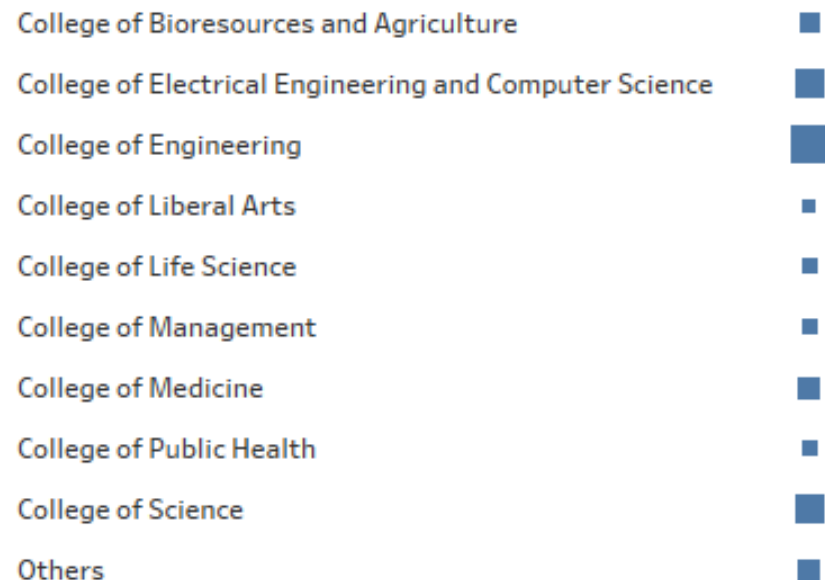 College of Bioresources and Agriculture
College of Electrical Engineering and Computer Science
College of Engineering
College of Liberal Arts
College of Life Science
College of Management
College of Medicine
College of Public Health
College of Science
Others